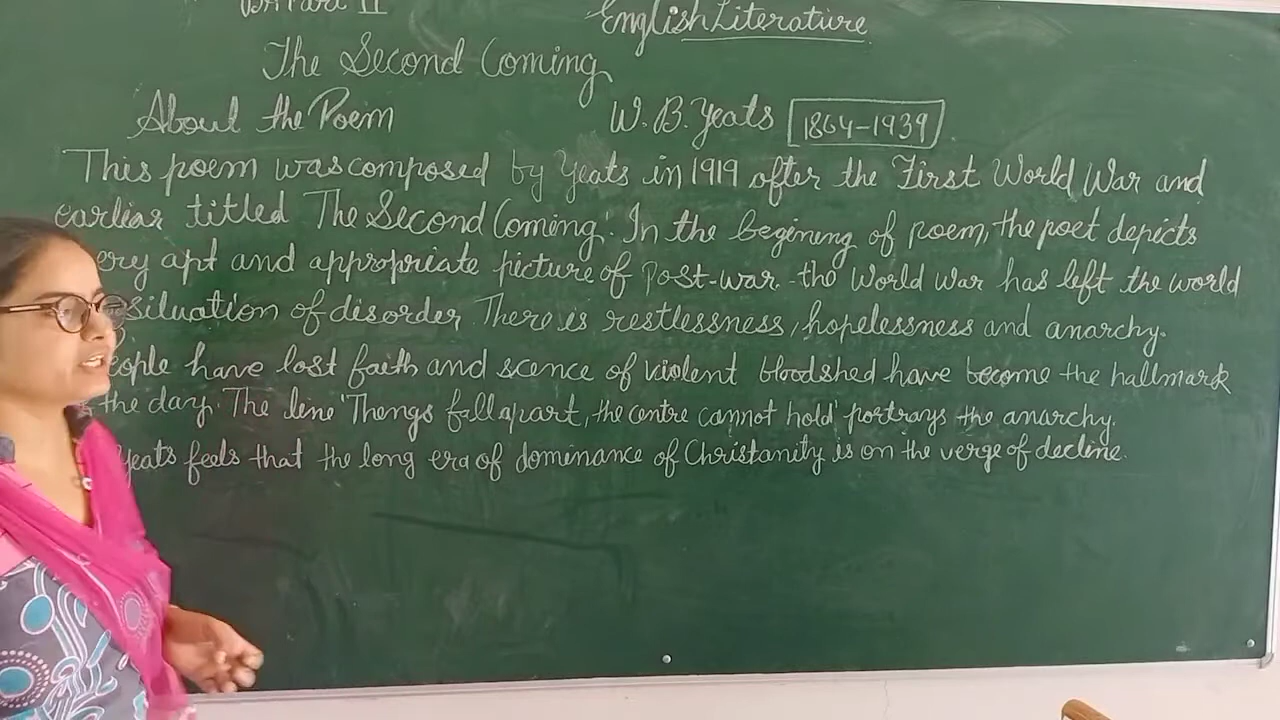 Part II
English Literature
The Second Coming
About the Poem W. B. Yeats 1864-1939
This poem was composed by Yeats in 1919 after the First World War and
earlier titled The Second Coming! In the begining of poem, the poet depicts
ery apt and appropriate picture of Post-war. the World War has left the world
situation of disorder. There is restlessness, hopelessness and anarchy.
eople have lost faith and scence of violent bloodshed have become the hallmark
the day. The line 'Thengs fall apart, the centre cannot hold' portrays the anarchy.
Yeats feels that the long era of dominance of Christanity is on the verge of decline.